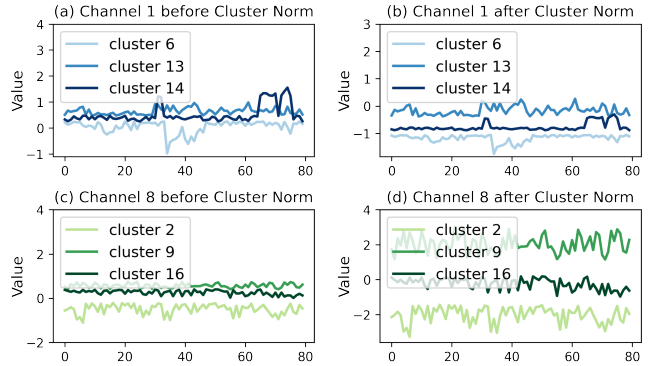 (a) Channel 1 before Cluster Norm
4
3
2
1
0
−1
Value
cluster 6
cluster 13
cluster 14
0 20 40 60 80
(b) Channel 1 after Cluster Norm
3
2
1
0
−1
Value
cluster 6
cluster 13
cluster 14
0 20 40 60 80
(c) Channel 8 before Cluster Norm
4
2
0
−2
Value
cluster 2
cluster 9
cluster 16
0 20 40 60 80
(d) Channel 8 after Cluster Norm
4
2
0
−2
Value
cluster 2
cluster 9
cluster 16
0 20 40 60 80